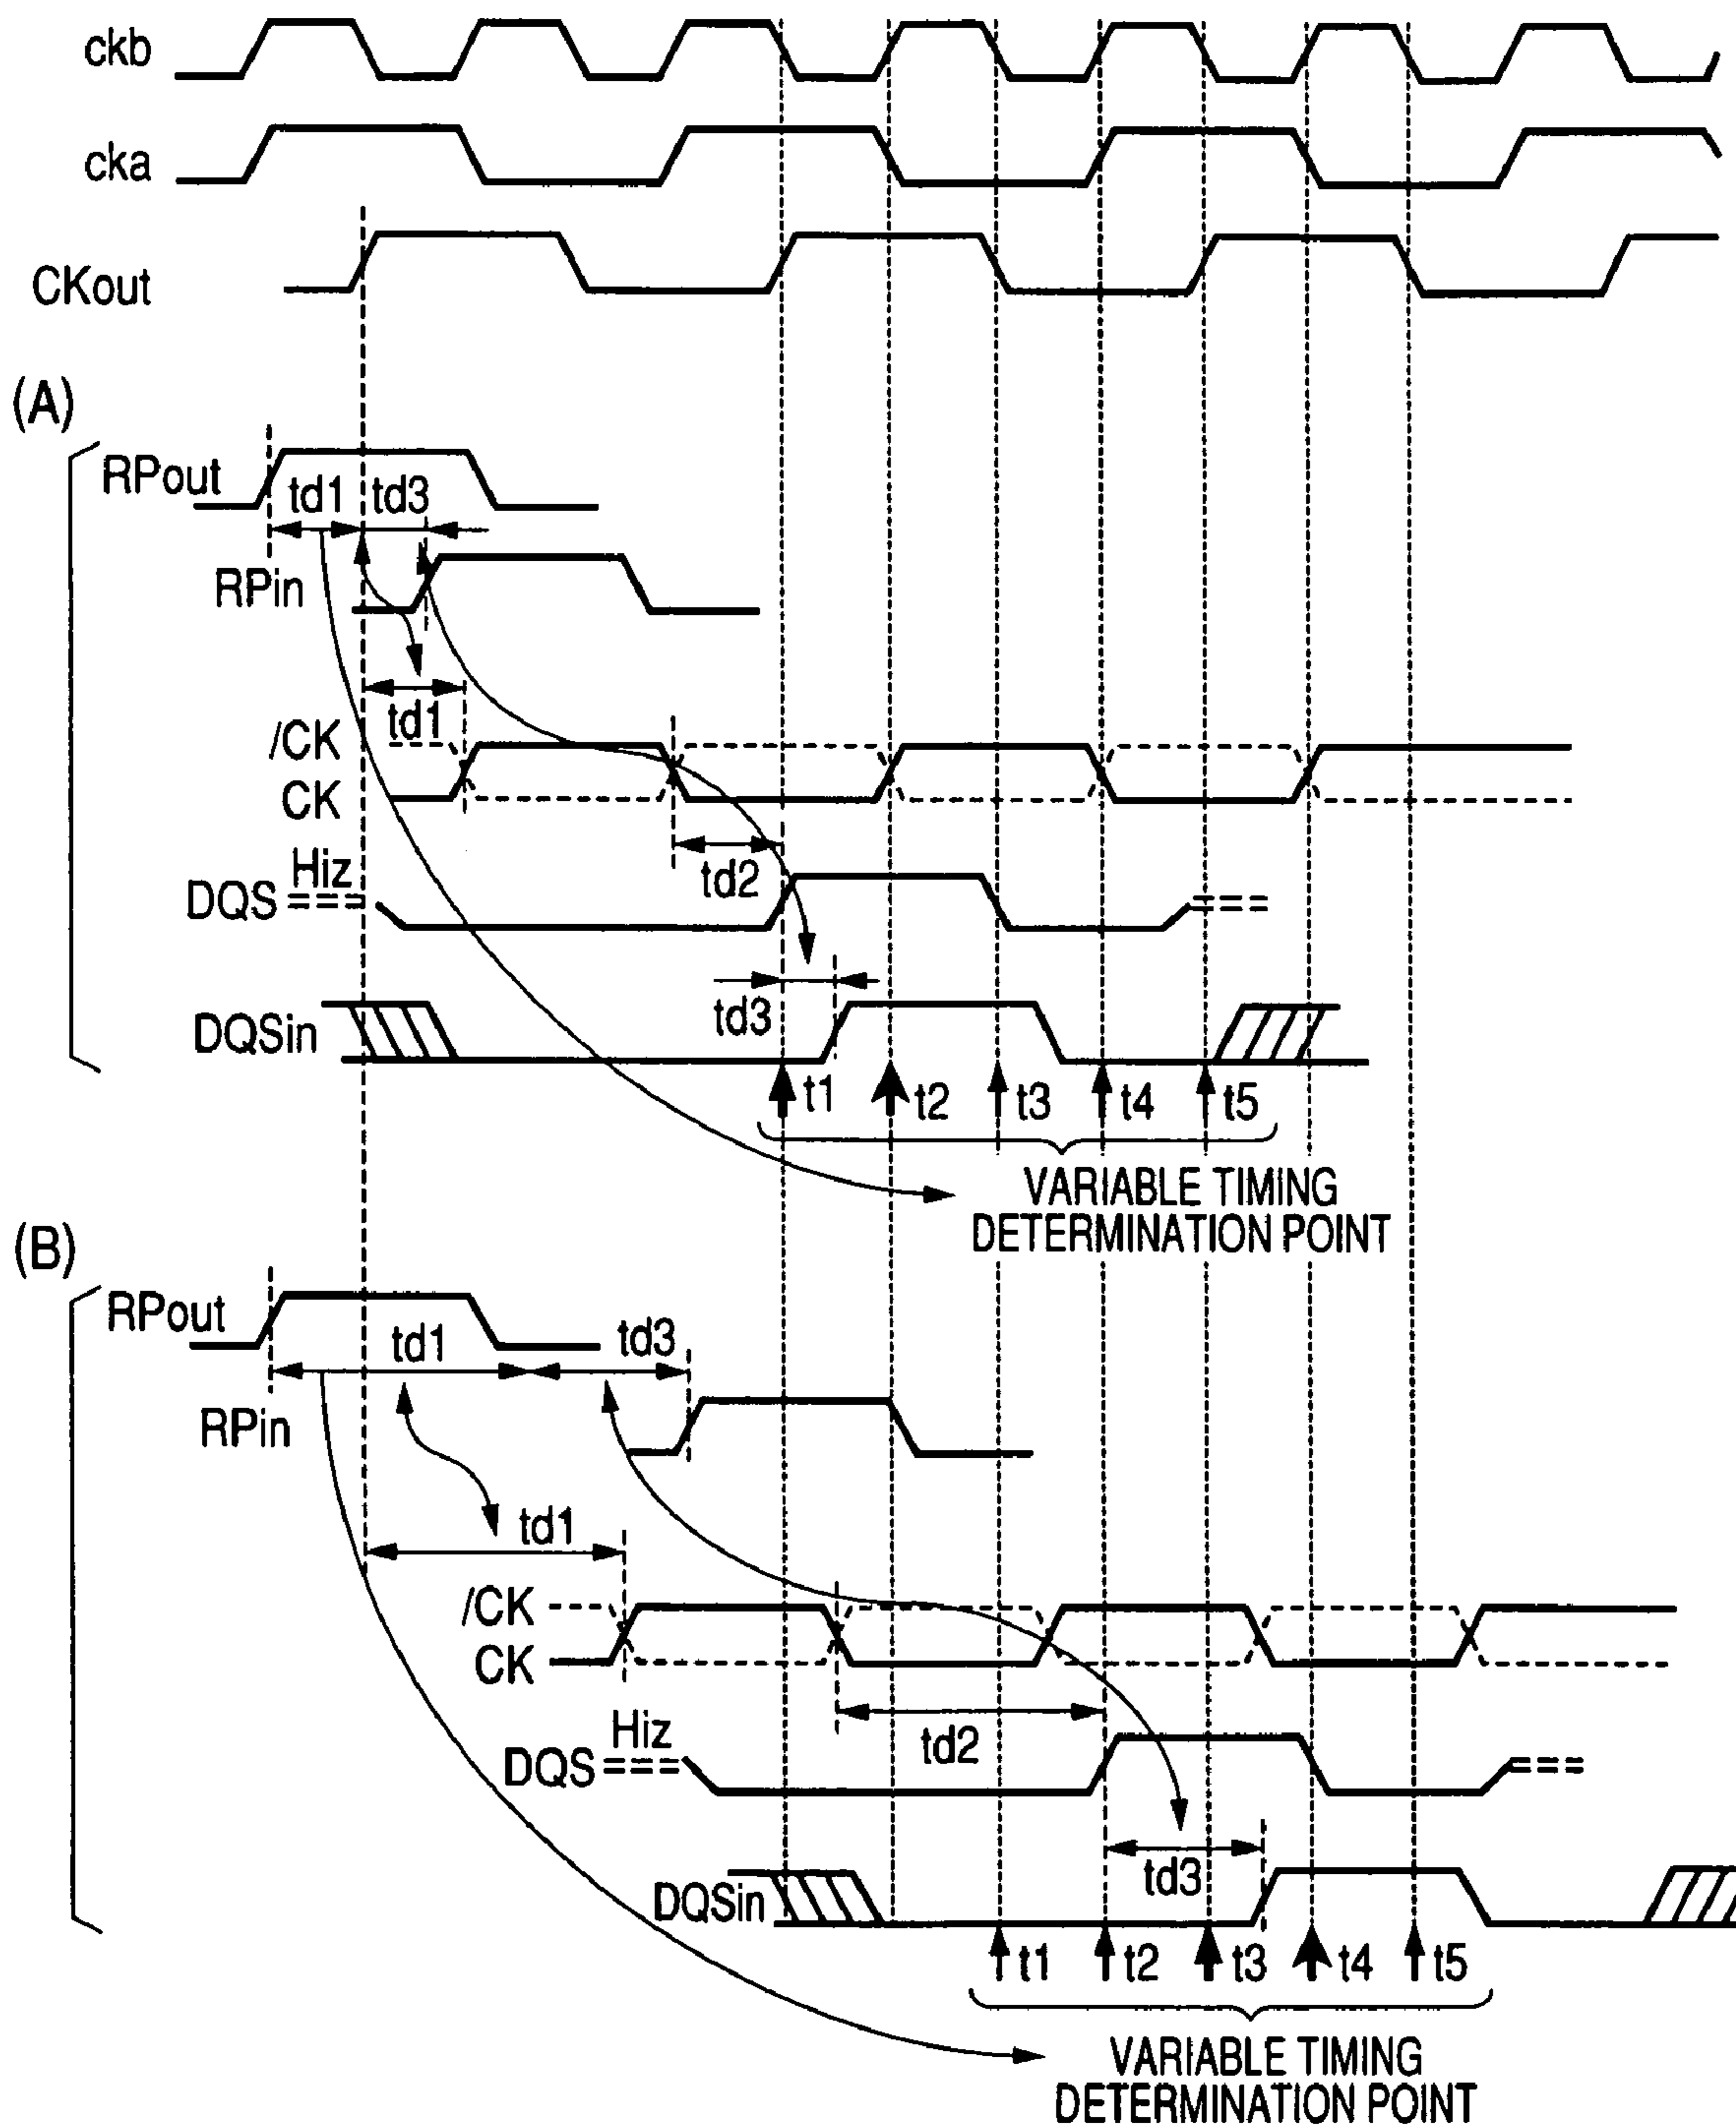 ckb
cka
CKout
(A)
RPout
td1 td3
RPin
td1
/CK
CK
td2
Hiz
DQS
td3
DQSin
t1 t2 t3 t4 t5
VARIABLE TIMING
DETERMINATION POINT
(B)
RPout
td1 td3
RPin
td1
/CK
CK
td2
Hiz
DQS
td3
DQSin
t1 t2 t3 t4 t5
VARIABLE TIMING
DETERMINATION POINT